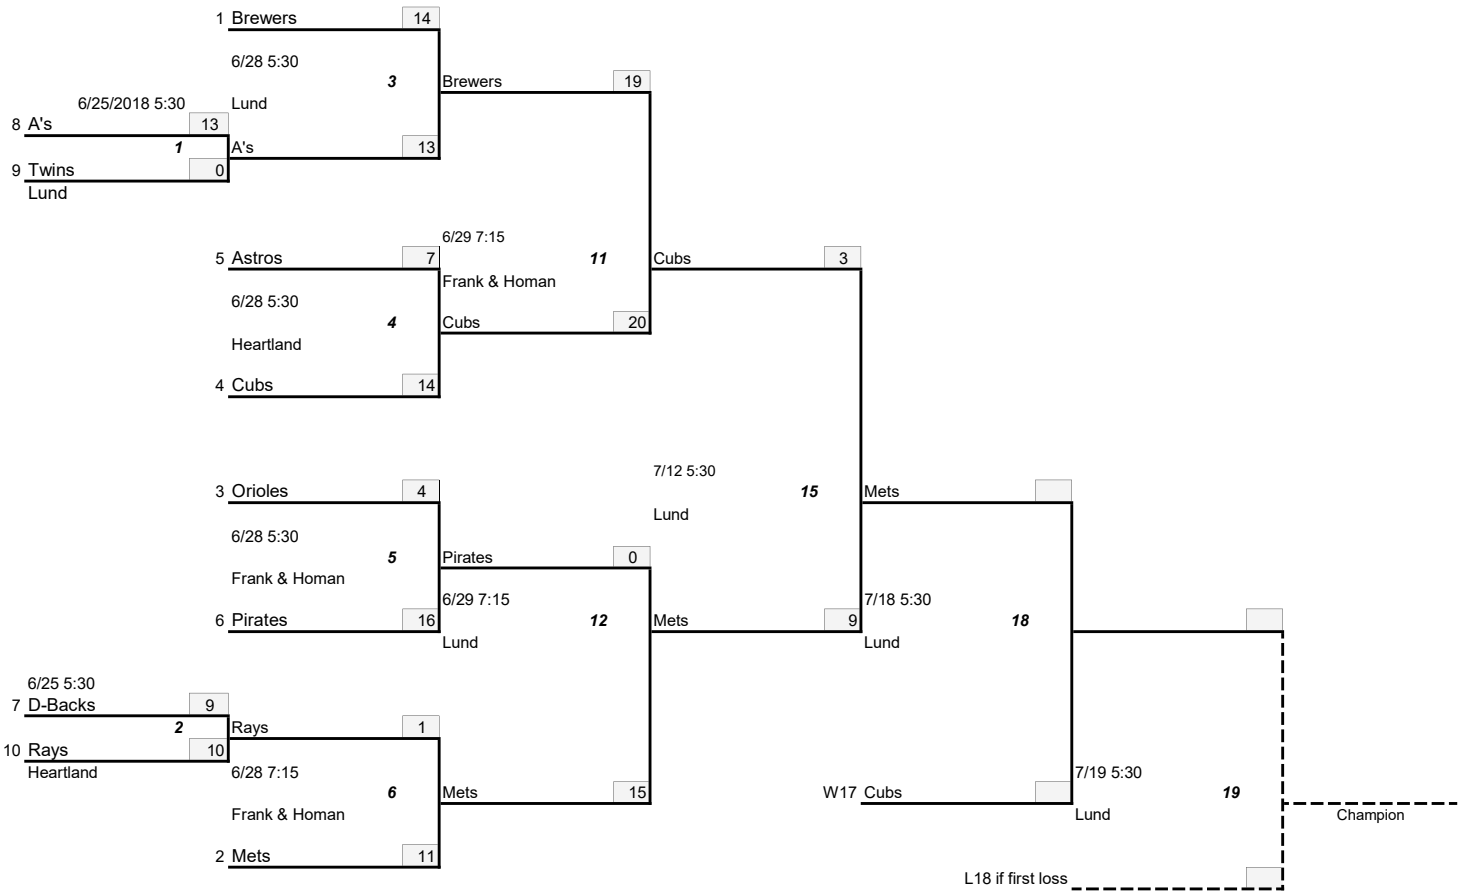 1 Brewers 14
6/28 5:30
3
Brewers 19
6/25/2018 5:30
Lund
8 A's 13
1
A's 13
9 Twins 0
Lund
6/29 7:15
5 Astros 7
11
Cubs 3
Frank & Homan
6/28 5:30
4
Cubs 20
Heartland
4 Cubs 14
7/12 5:30
3 Orioles 4
15
Mets
Lund
6/28 5:30
5
Pirates 0
Frank & Homan
6/29 7:15
7/18 5:30
6 Pirates 16
12
Mets 9
18
Lund
Lund
6/25 5:30
7 D-Backs 9
2
Rays 1
10 Rays 10
Heartland
6/28 7:15
7/19 5:30
6
Mets 15
W17 Cubs
19
Frank & Homan
Lund
Champion
2 Mets 11
L18 if first loss